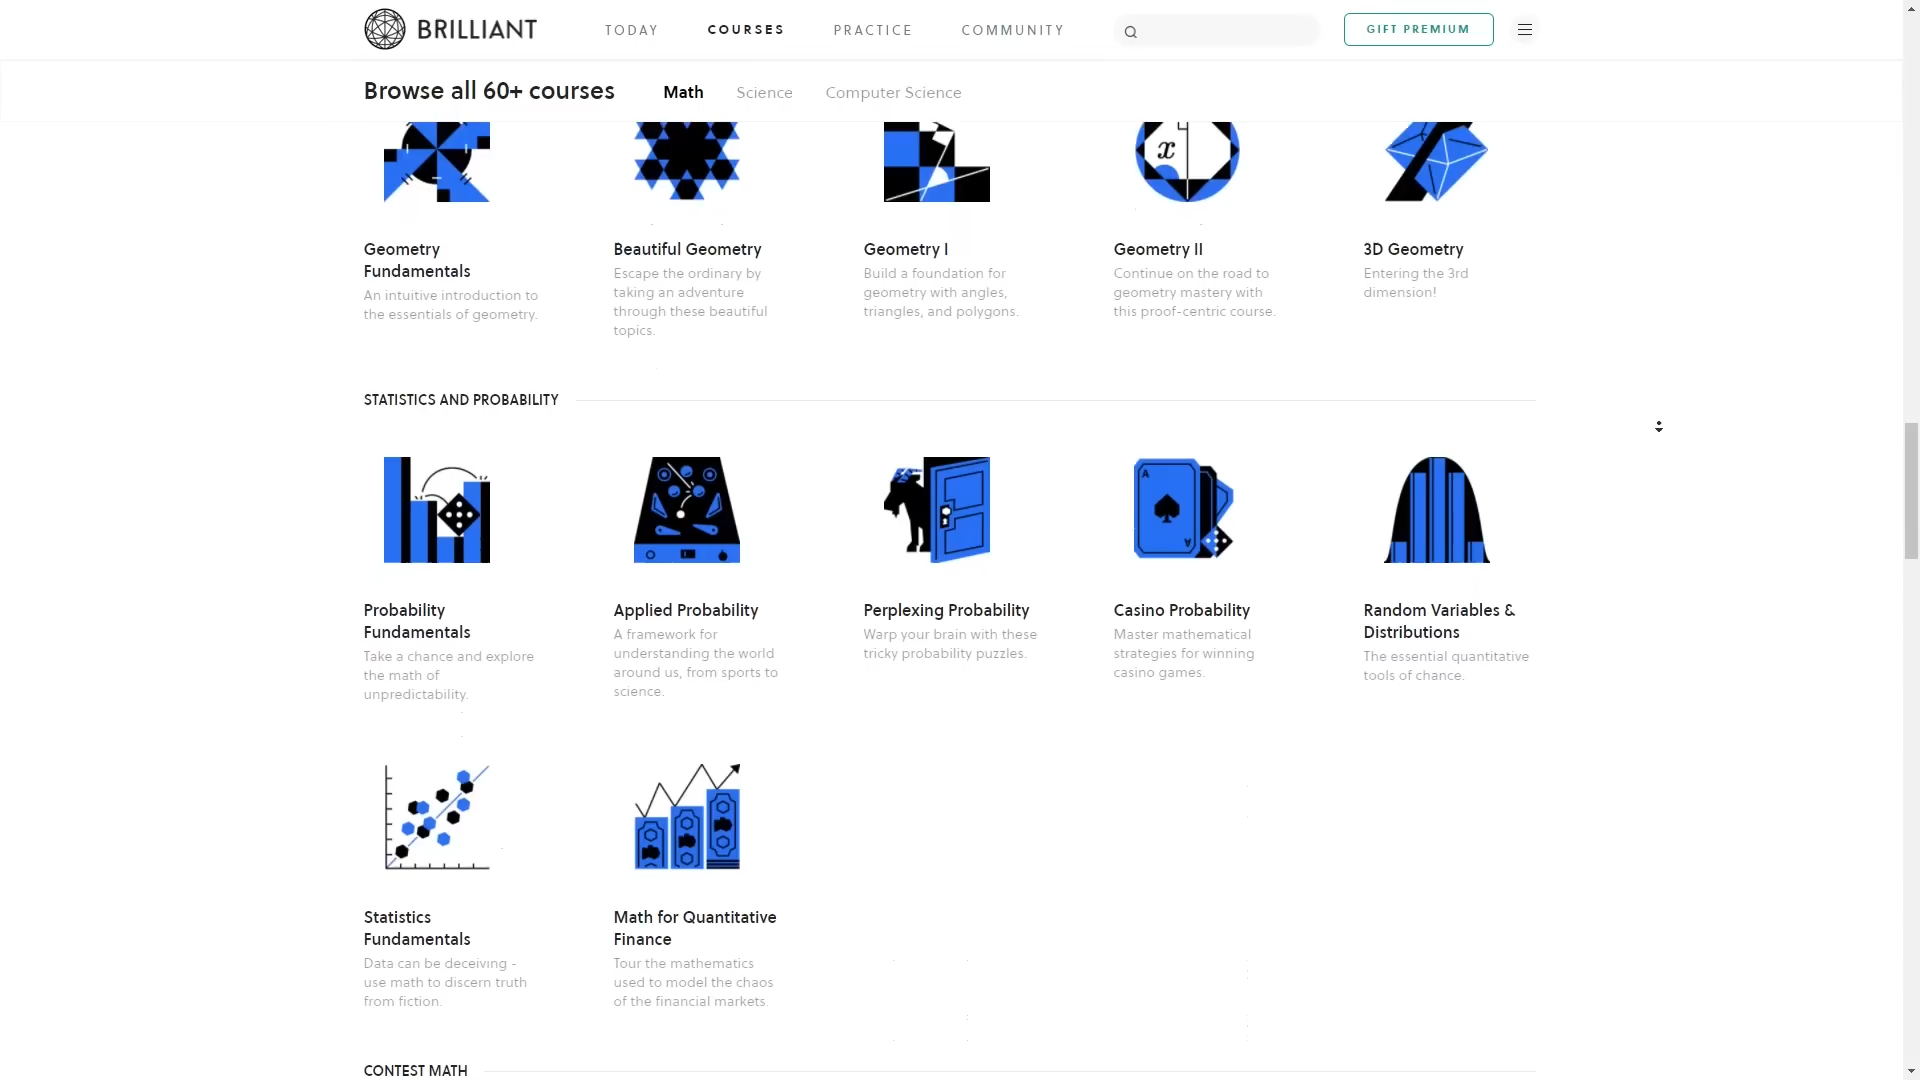 BRILLIANT
TODAY
COURSES
PRACTICE
COMMUNITY
GIFT PREMIUM
Browse all 60+ courses
Math
Science
Computer Science
x
Geometry
Fundamentals
An intuitive introduction to
the essentials of geometry.
Beautiful Geometry
Escape the ordinary by
taking an adventure
through these beautiful
topics.
Geometry I
Build a foundation for
geometry with angles,
triangles, and polygons.
Geometry II
Continue on the road to
geometry mastery with
this proof-centric course.
3D Geometry
Entering the 3rd
dimension!
STATISTICS AND PROBABILITY
A
A
Probability
Fundamentals
Take a chance and explore
the math of
unpredictability.
Applied Probability
A framework for
understanding the world
around us, from sports to
science.
Perplexing Probability
Warp your brain with these
tricky probability puzzles.
Casino Probability
Master mathematical
strategies for winning
casino games.
Random Variables &
Distributions
The essential quantitative
tools of chance.
Statistics
Fundamentals
Data can be deceiving -
use math to discern truth
from fiction.
Math for Quantitative
Finance
Tour the mathematics
used to model the chaos
of the financial markets.
CONTEST MATH